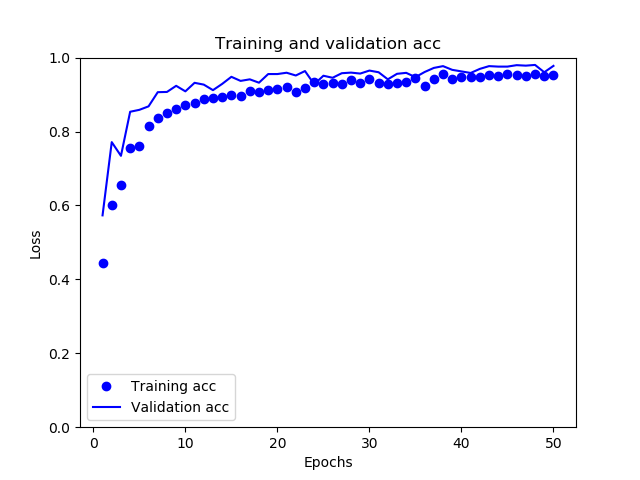 Training and validation acc
1.0
0.8
0.6
0.4
0.2
0.0
Loss
Training acc
Validation acc
0 10 20 30 40 50
Epochs